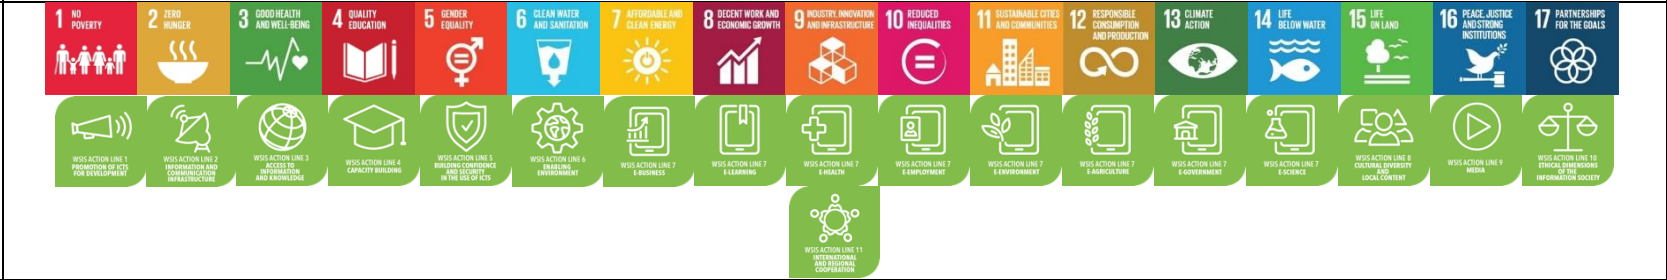 1 NO
POVERTY
2 ZERO
HUNGER
3 GOOD HEALTH
AND WELL-BEING
4 QUALITY
EDUCATION
5 GENDER
EQUALITY
6 CLEAN WATER
AND SANITATION
7 AFFORDABLE AND
CLEAN ENERGY
8 DECENT WORK AND
ECONOMIC GROWTH
9 INDUSTRY, INNOVATION
AND INFRASTRUCTURE
10 REDUCED
INEQUALITIES
11 SUSTAINABLE CITIES
AND COMMUNITIES
12 RESPONSIBLE
CONSUMPTION
AND PRODUCTION
13 CLIMATE
ACTION
14 LIFE
BELOW WATER
15 LIFE
ON LAND
16 PEACE, JUSTICE
AND STRONG
INSTITUTIONS
17 PARTNERSHIPS
FOR THE GOALS
WSIS ACTION LINE 1
PROMOTION OF ICTS
FOR DEVELOPMENT
WSIS ACTION LINE 2
INFORMATION AND
COMMUNICATION
INFRASTRUCTURE
WSIS ACTION LINE 3
ACCESS TO
INFORMATION
AND KNOWLEDGE
WSIS ACTION LINE 4
CAPACITY BUILDING
WSIS ACTION LINE 5
BUILDING CONFIDENCE
AND SECURITY
IN THE USE OF ICTS
WSIS ACTION LINE 6
ENABLING
ENVIRONMENT
WSIS ACTION LINE 7
E-BUSINESS
WSIS ACTION LINE 7
E-LEARNING
WSIS ACTION LINE 7
E-HEALTH
WSIS ACTION LINE 7
E-EMPLOYMENT
WSIS ACTION LINE 7
E-ENVIRONMENT
WSIS ACTION LINE 7
E-AGRICULTURE
WSIS ACTION LINE 7
E-GOVERNMENT
WSIS ACTION LINE 7
E-SCIENCE
WSIS ACTION LINE 8
CULTURAL DIVERSITY
AND
LOCAL CONTENT
WSIS ACTION LINE 9
MEDIA
WSIS ACTION LINE 10
ETHICAL DIMENSIONS
OF THE
INFORMATION SOCIETY
WSIS ACTION LINE 11
INTERNATIONAL
AND REGIONAL
COOPERATION